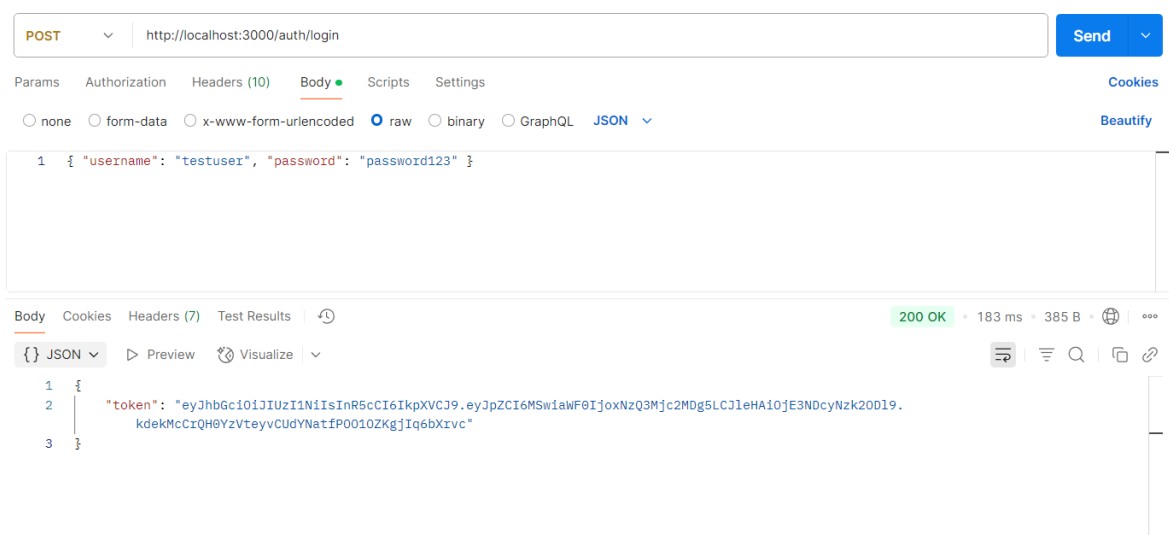 POST http://localhost:3000/auth/login Send
Params Authorization Headers (10) Body Scripts Settings Cookies
none form-data x-www-form-urlencoded raw binary GraphQL JSON Beautify
1 { "username": "testuser", "password": "password123" }
Body Cookies Headers (7) Test Results 200 OK 183 ms 385 B
{} JSON Preview Visualize
1 {
2 "token": "eyJhbGciOiJIUzI1NiIsInR5cCI6IkpXVCJ9.eyJpZCI6MSwiaWF0IjoxNzQ3Mjc2MDg5LCJleHAiOjE3NDcyNzk2ODl9.
kdekMcCrQH0YzVteyvCUdYNatfPOO1OZKgjIq6bXrvc"
3 }